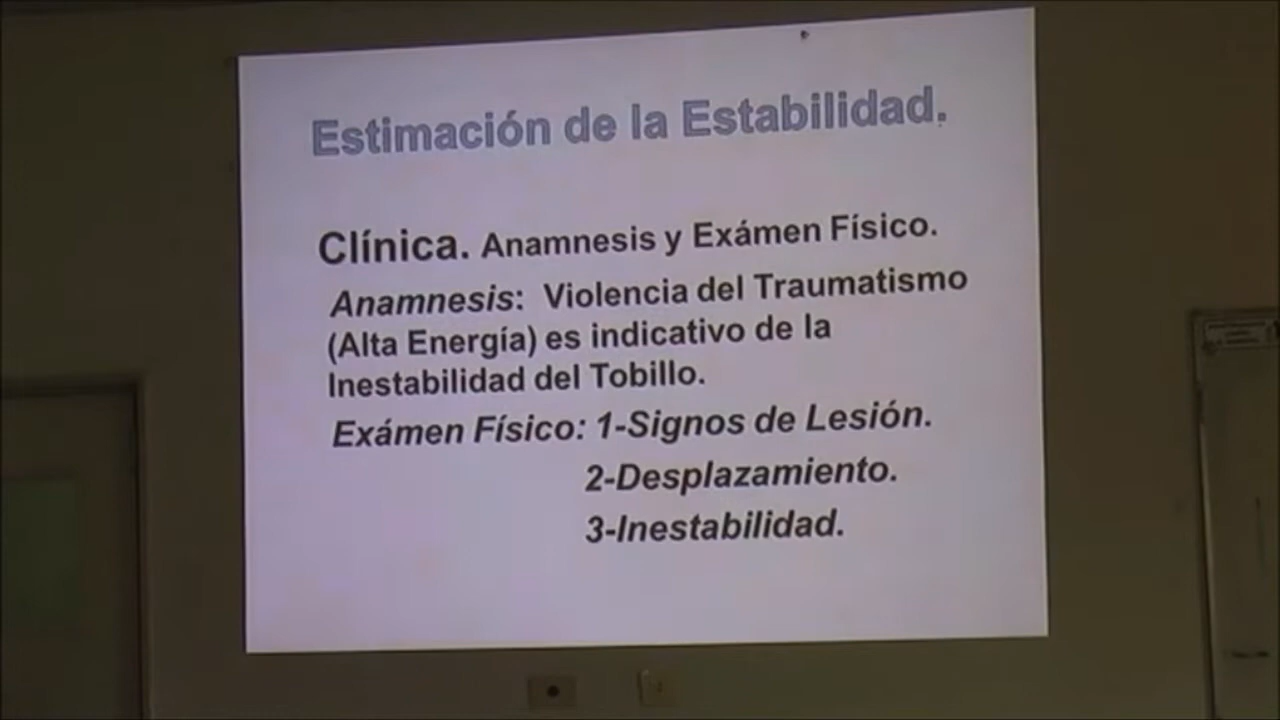 Estimación de la Estabilidad.
Clínica. Anamnesis y Exámen Físico.
Anamnesis: Violencia del Traumatismo
(Alta Energía) es indicativo de la
Inestabilidad del Tobillo.
Exámen Físico: 1-Signos de Lesión.
2-Desplazamiento.
3-Inestabilidad.